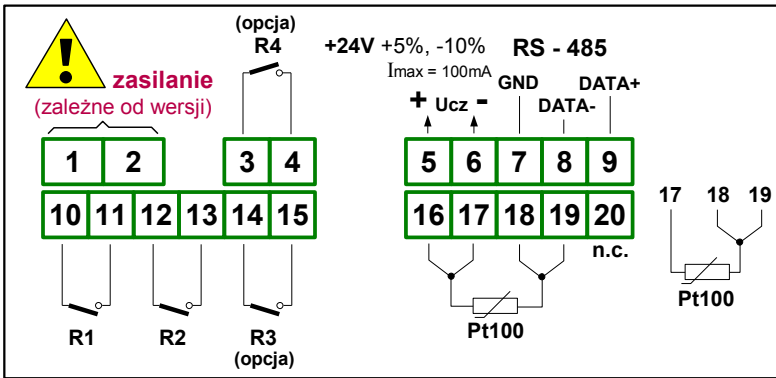 (opcja)
R4
zasilanie
(zależne od wersji)
+24V +5%, -10%
Imax = 100mA
+ Ucz -
RS - 485
GND
DATA-
DATA+
1 2 3 4
10 11 12 13 14 15
R1
R2
R3
(opcja)
5 6 7 8 9
16 17 18 19 20
n.c.
Pt100
17 18 19
Pt100